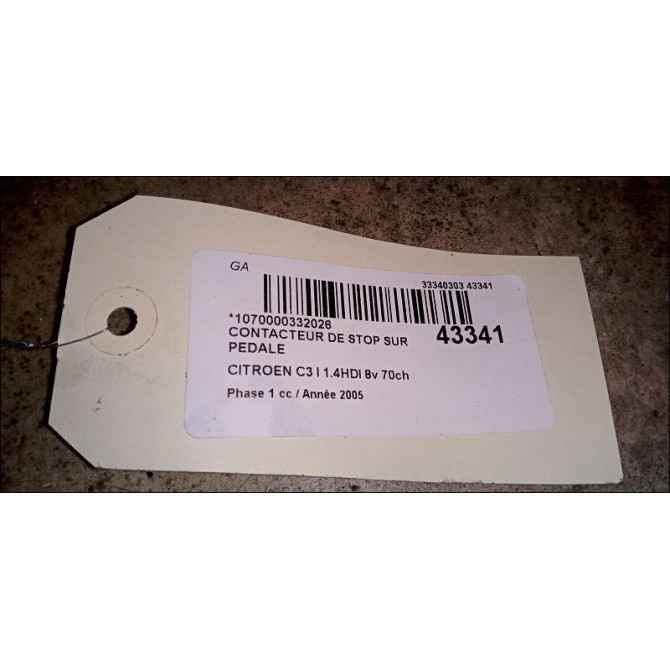 GA
33340303 43341
*1070000332026
CONTACTEUR DE STOP SUR PEDALE
43341
CITROEN C3 I 1.4HDI 8v 70ch
Phase 1 cc / Année 2005